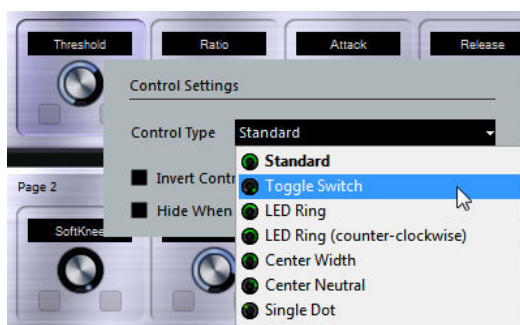 Threshold Ratio Attack Release
Control Settings
Control Type Standard
Standard
Invert Contr Toggle Switch
Page 2
Hide When LED Ring
SoftKnee LED Ring (counter-clockwise)
Center Width
Center Neutral
Single Dot